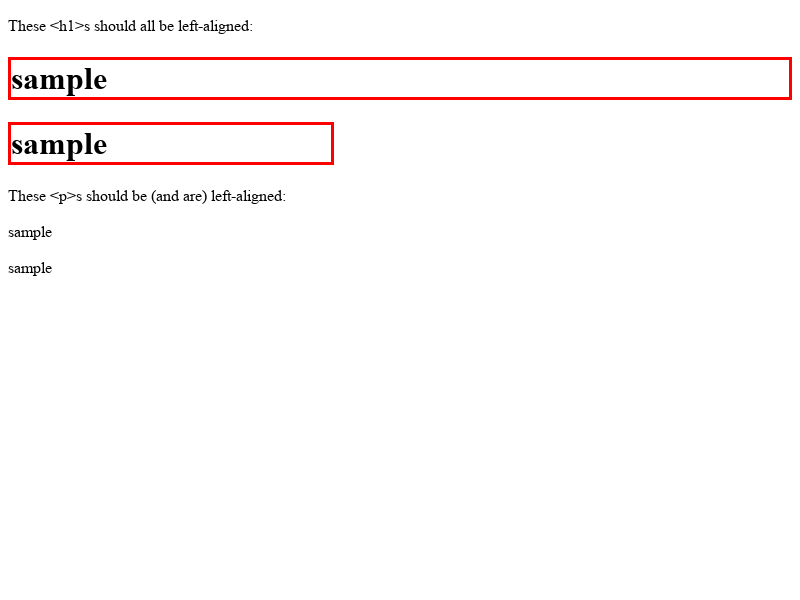 These <h1>s should all be left-aligned:
sample
sample
These <p>s should be (and are) left-aligned:
sample
sample